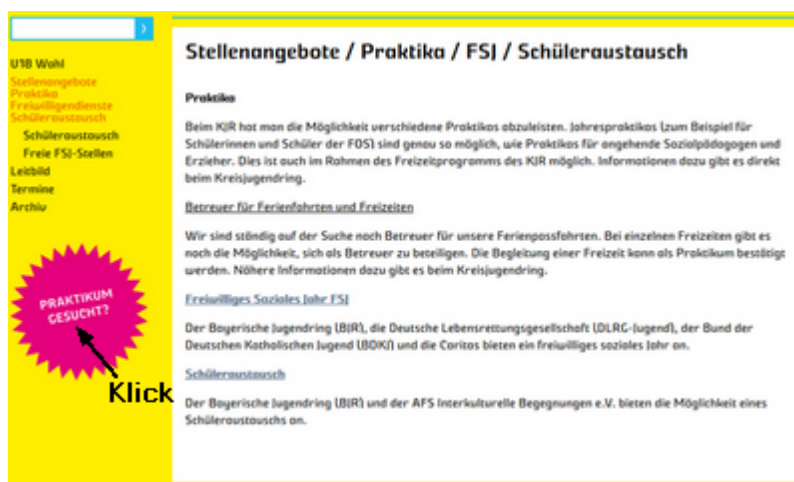 U18 Wahl
Stellenangebote
Praktika
Freiwilligendienste
Schüleraustausch
Schüleraustausch
Freie FSJ-Stellen
Leitbild
Termine
Archiv
PRAKTIKUM
GESUCHT?
Klick
Stellenangebote / Praktika / FSJ / Schüleraustausch
Praktika
Beim KJR hat man die Möglichkeit verschiedene Praktikas abzuleisten. Jahrespraktikas (zum Beispiel für
Schülerinnen und Schüler der FOS) sind genau so möglich, wie Praktikas für angehende Sozialpädagogen und
Erzieher. Dies ist auch im Rahmen des Freizeitprogramms des KJR möglich. Informationen dazu gibt es direkt
beim Kreisjugendring.
Betreuer für Ferienfahrten und Freizeiten
Wir sind ständig auf der Suche nach Betreuer für unsere Ferienpassfahrten. Bei einzelnen Freizeiten gibt es
noch die Möglichkeit, sich als Betreuer zu beteiligen. Die Begleitung einer Freizeit kann als Praktikum bestätigt
werden. Nähere Informationen dazu gibt es beim Kreisjugendring.
Freiwilliges Soziales Jahr FSJ
Der Bayerische Jugendring (BJR), die Deutsche Lebensrettungsgesellschaft (DLRG-Jugend), der Bund der
Deutschen Katholischen Jugend (BDKJ) und die Caritas bieten ein freiwilliges soziales Jahr an.
Schüleraustausch
Der Bayerische Jugendring (BJR) und der AFS Interkulturelle Begegnungen e.V. bieten die Möglichkeit eines
Schüleraustauschs an.